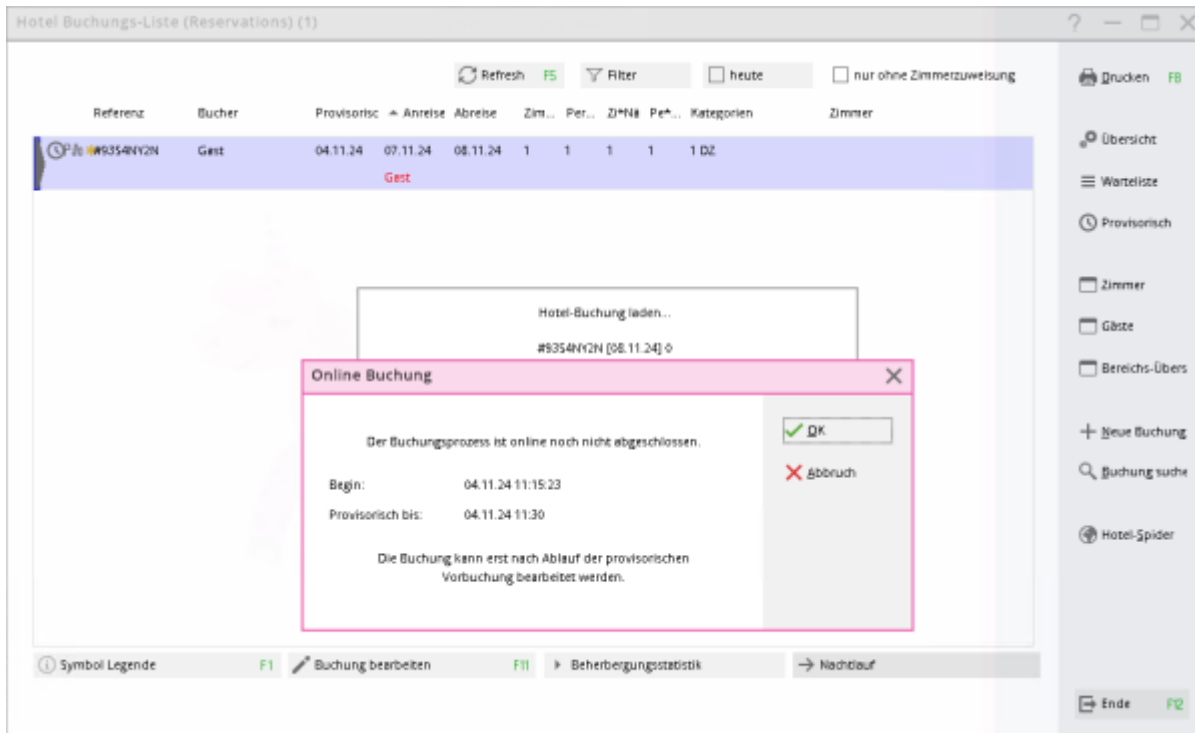 Hotel Buchungs-Liste (Reservations) (1)
Refresh F5 Filter heute nur ohne Zimmerzuweisung
Referenz Bucher Provisorisc Anreise Abreise Zim... Per... Zi*Nä Pe*... Kategorien Zimmer
#93S4NY2N Gast 04.11.24 07.11.24 08.11.24 1 1 1 1 1 DZ
Gast
Hotel-Buchung laden...
#93S4NY2N [08.11.24] 0
Online Buchung
Der Buchungsprozess ist online noch nicht abgeschlossen.
Begin: 04.11.24 11:15:23
Provisorisch bis: 04.11.24 11:30
Die Buchung kann erst nach Ablauf der provisorischen
Vorbuchung bearbeitet werden.
OK
Abbruch
Symbol Legende F1 Buchung bearbeiten F11 Beherbergungsstatistik Nachtlauf
Drucken F8
Übersicht
Warteliste
Provisorisch
Zimmer
Gäste
Bereichs-Übers
Neue Buchung
Buchung suche
Hotel-Spider
Ende F12